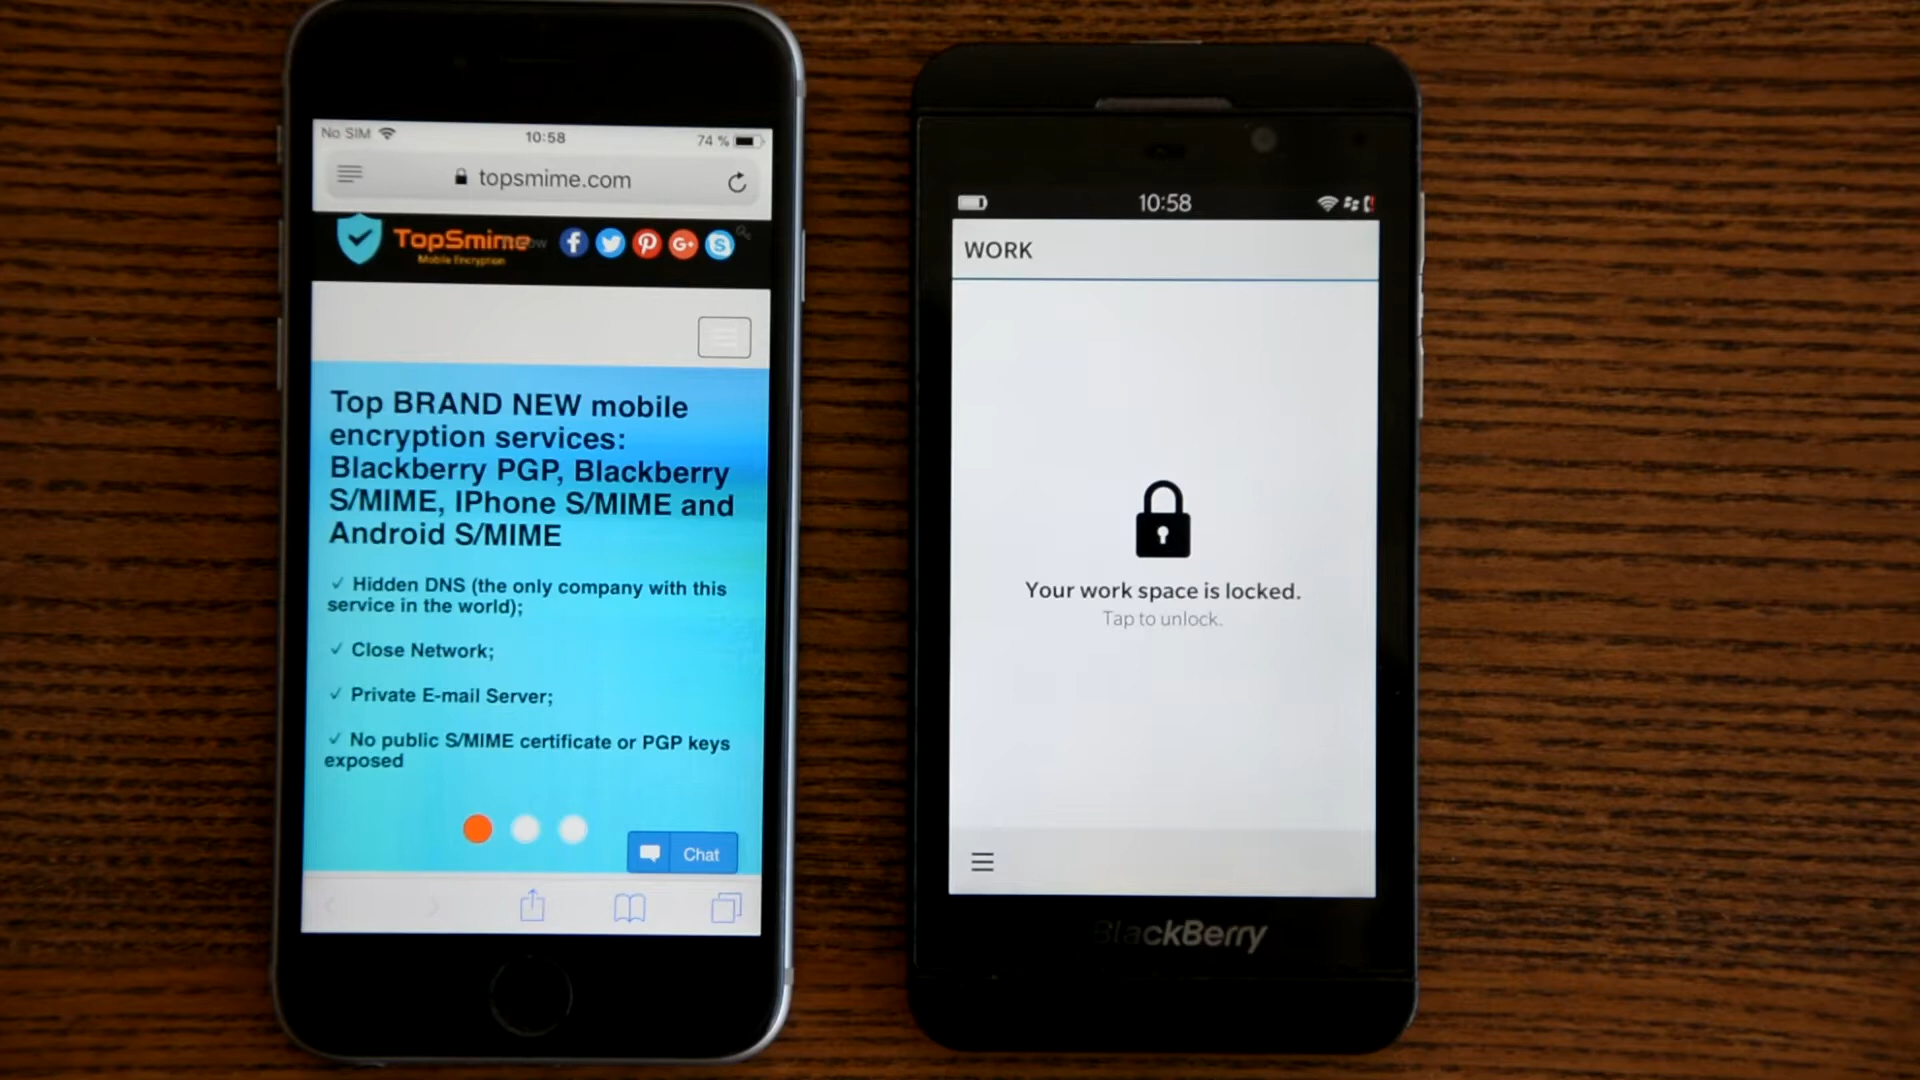 No SIM
10:58
74 %
topsmime.com
TopSmime
Mobile Encryption
Top BRAND NEW mobile
encryption services:
Blackberry PGP, Blackberry
S/MIME, IPhone S/MIME and
Android S/MIME
✓ Hidden DNS (the only company with this
service in the world);
✓ Close Network;
✓ Private E-mail Server;
✓ No public S/MIME certificate or PGP keys
exposed
Chat
10:58
WORK
Your work space is locked.
Tap to unlock.
BlackBerry